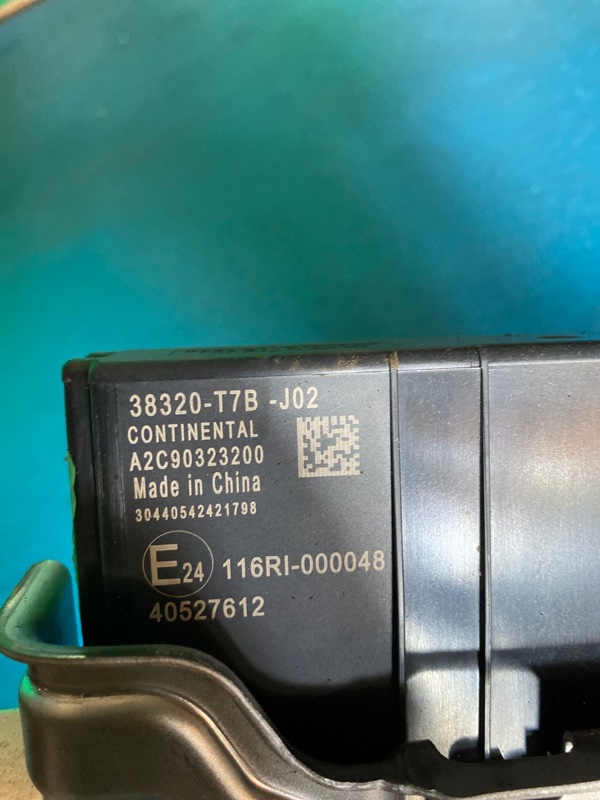 38320-T7B -J02
CONTINENTAL
A2C90323200
Made in China
30440542421798
E24 116RI-000048
40527612